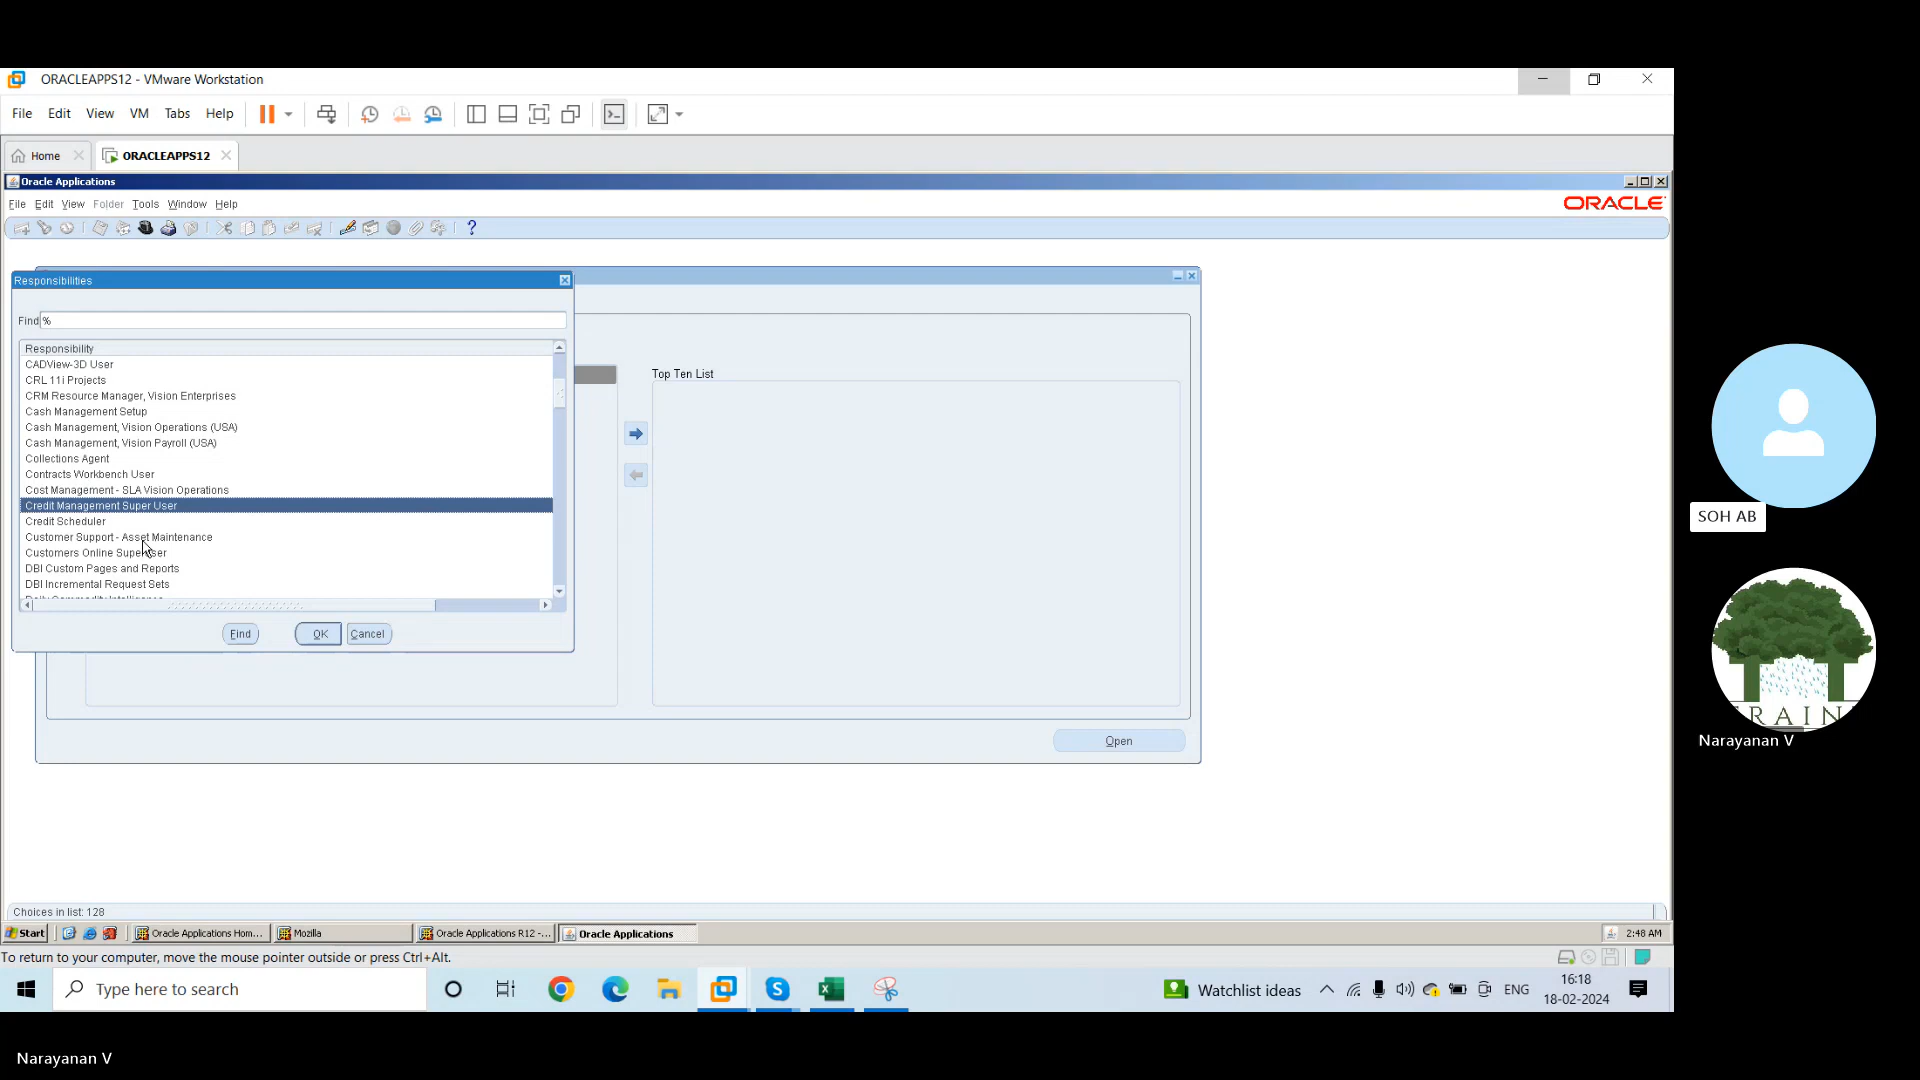 ORACLEAPPS12 - VMware Workstation
File Edit View VM Tabs Help
Home ORACLEAPPS12
Oracle Applications
File Edit View Folder Tools Window Help
ORACLE
Responsibilities
Find %
Responsibility
CADView-3D User
CRL 11i Projects
CRM Resource Manager, Vision Enterprises
Cash Management Setup
Cash Management, Vision Operations (USA)
Cash Management, Vision Payroll (USA)
Collections Agent
Contracts Workbench User
Cost Management - SLA Vision Operations
Credit Management Super User
Credit Scheduler
Customer Support - Asset Maintenance
Customers Online Superuser
DBI Custom Pages and Reports
DBI Incremental Request Sets
Daily Commodity Intelligence
Find OK Cancel
Top Ten List
Open
Choices in list: 128
Start Oracle Applications Hom... Mozilla Oracle Applications R12 -... Oracle Applications 2:48 AM
To return to your computer, move the mouse pointer outside or press Ctrl+Alt.
Type here to search Watchlist ideas ENG 16:18
18-02-2024
SOH AB
RAIN
Narayanan V
Narayanan V